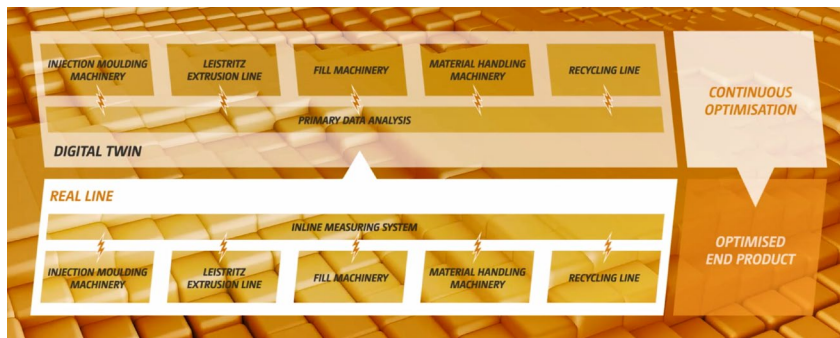 INJECTION MOULDING
MACHINERY
LEISTRITZ
EXTRUSION LINE
FILL MACHINERY
MATERIAL HANDLING
MACHINERY
RECYCLING LINE
PRIMARY DATA ANALYSIS
DIGITAL TWIN
CONTINUOUS
OPTIMISATION
REAL LINE
INLINE MEASURING SYSTEM
INJECTION MOULDING
MACHINERY
LEISTRITZ
EXTRUSION LINE
FILL MACHINERY
MATERIAL HANDLING
MACHINERY
RECYCLING LINE
OPTIMISED
END PRODUCT